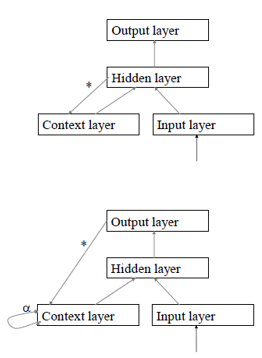 Output layer
Hidden layer
*
Context layer
Input layer
Output layer
*
Hidden layer
α
Context layer
Input layer